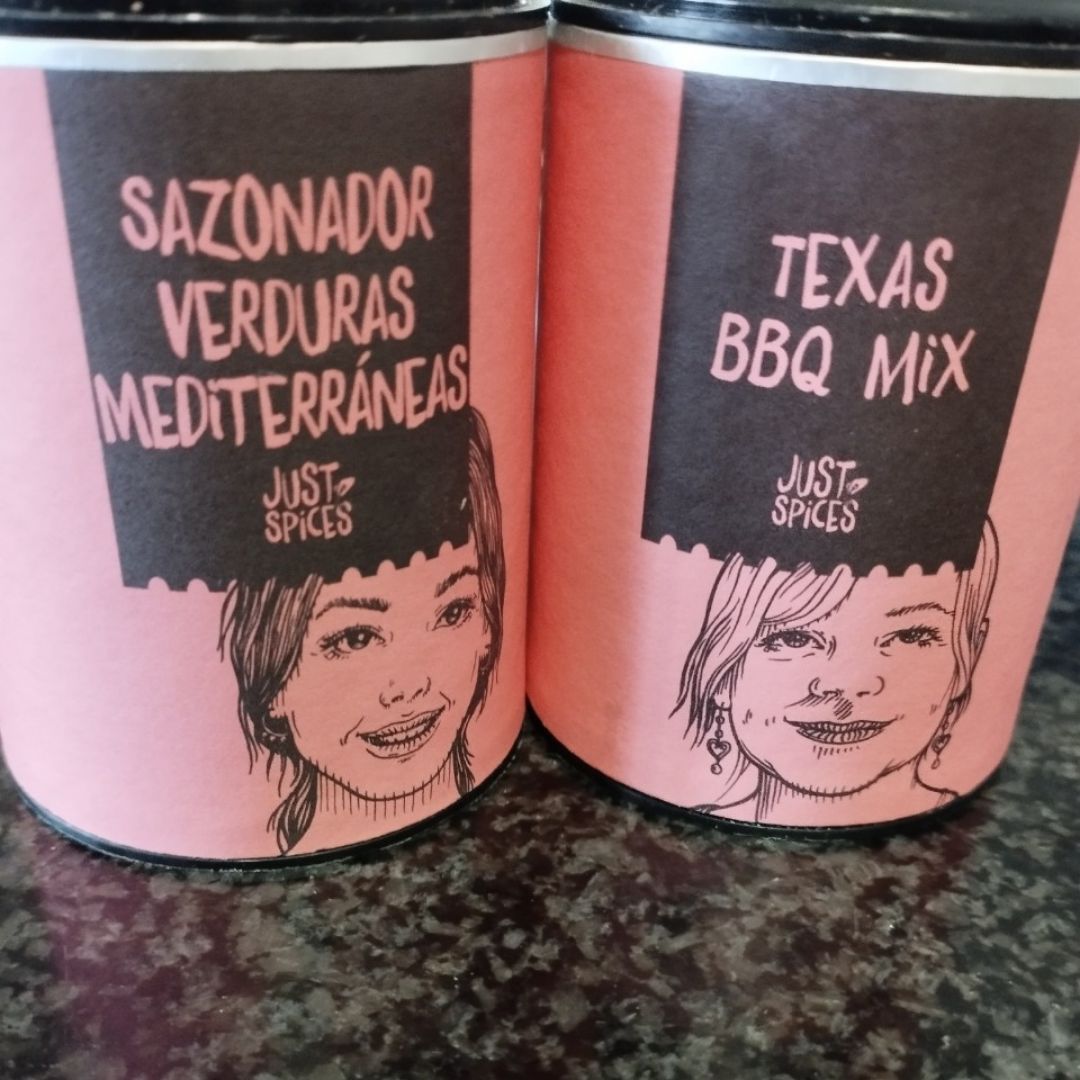 SAZONADOR
VERDURAS
MEDITERRÁNEAS
JUST
SPICES
TEXAS
BBQ MIX
JUST
SPICES